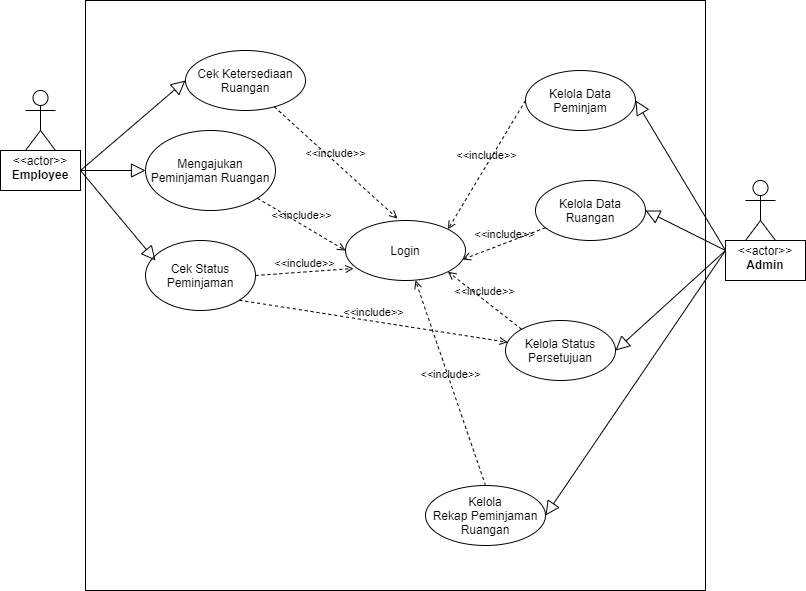 Cek Ketersediaan
Ruangan
Kelola Data
Peminjam
<<include>>
<<include>>
<<actor>>
Employee
Mengajukan
Peminjaman Ruangan
Kelola Data
Ruangan
<<include>>
<<include>>
Login
<<actor>>
Admin
Cek Status
Peminjaman
<<include>>
<<include>>
<<include>>
Kelola Status
Persetujuan
<<include>>
Kelola
Rekap Peminjaman
Ruangan